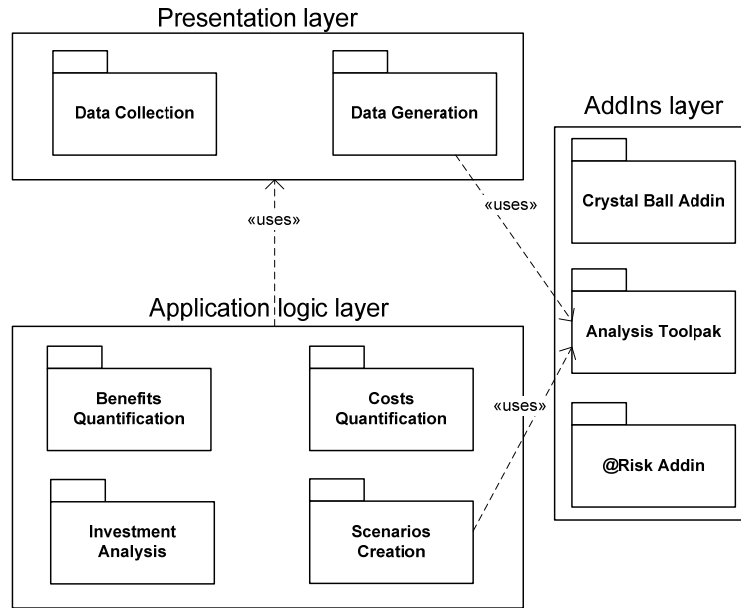 Presentation layer
Data Collection
Data Generation
AddIns layer
Crystal Ball Addin
«uses»
«uses»
Application logic layer
Analysis Toolpak
Benefits
Quantification
Costs
Quantification
«uses»
@Risk Addin
Investment
Analysis
Scenarios
Creation